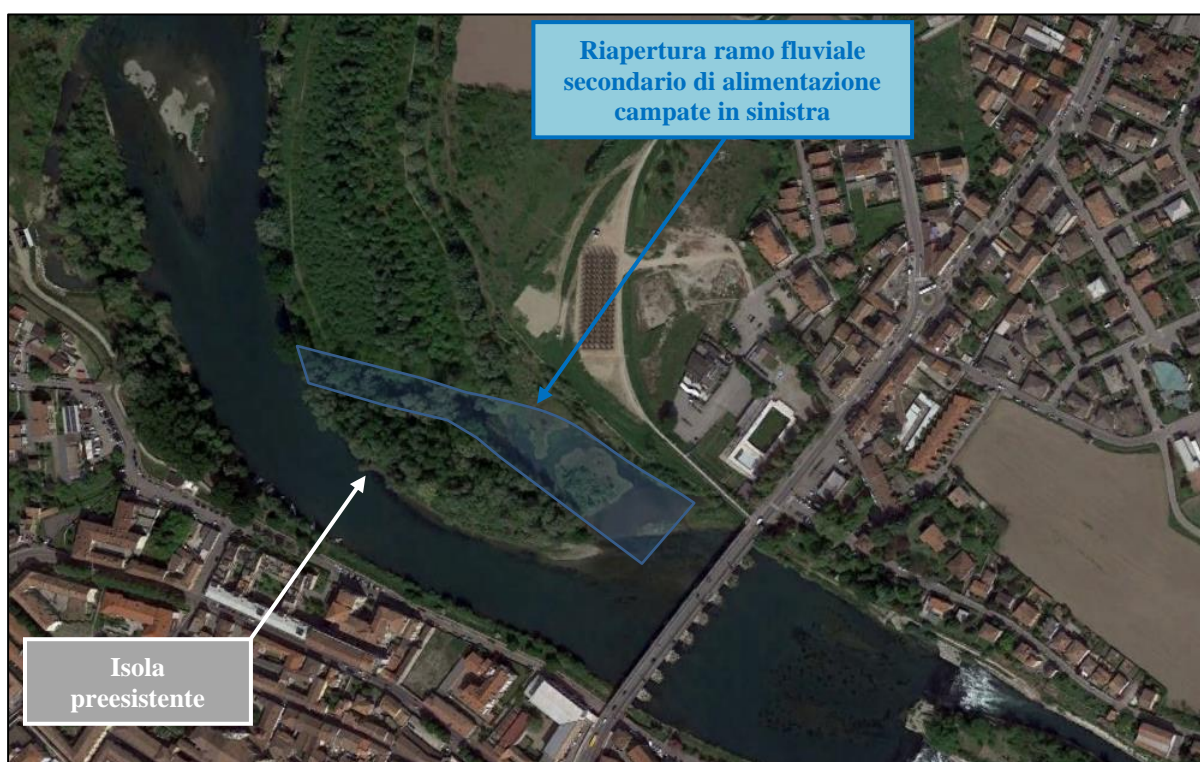 Riapertura ramo fluviale
secondario di alimentazione
campate in sinistra
Isola
preesistente